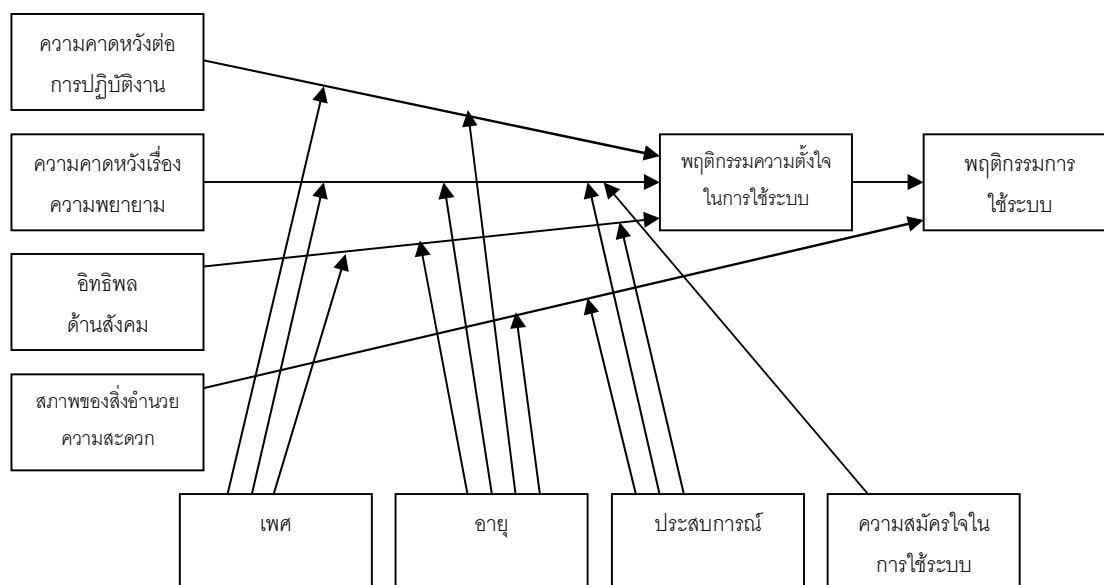 ความคาดหวังต่อ
การปฏิบัติงาน
ความคาดหวังเรื่อง
ความพยายาม
อิทธิพล
ด้านสังคม
สภาพของสิ่งอำนวย
ความสะดวก
พฤติกรรมความตั้งใจ
ในการใช้ระบบ
พฤติกรรมการ
ใช้ระบบ
เพศ
อายุ
ประสบการณ์
ความสมัครใจใน
การใช้ระบบ